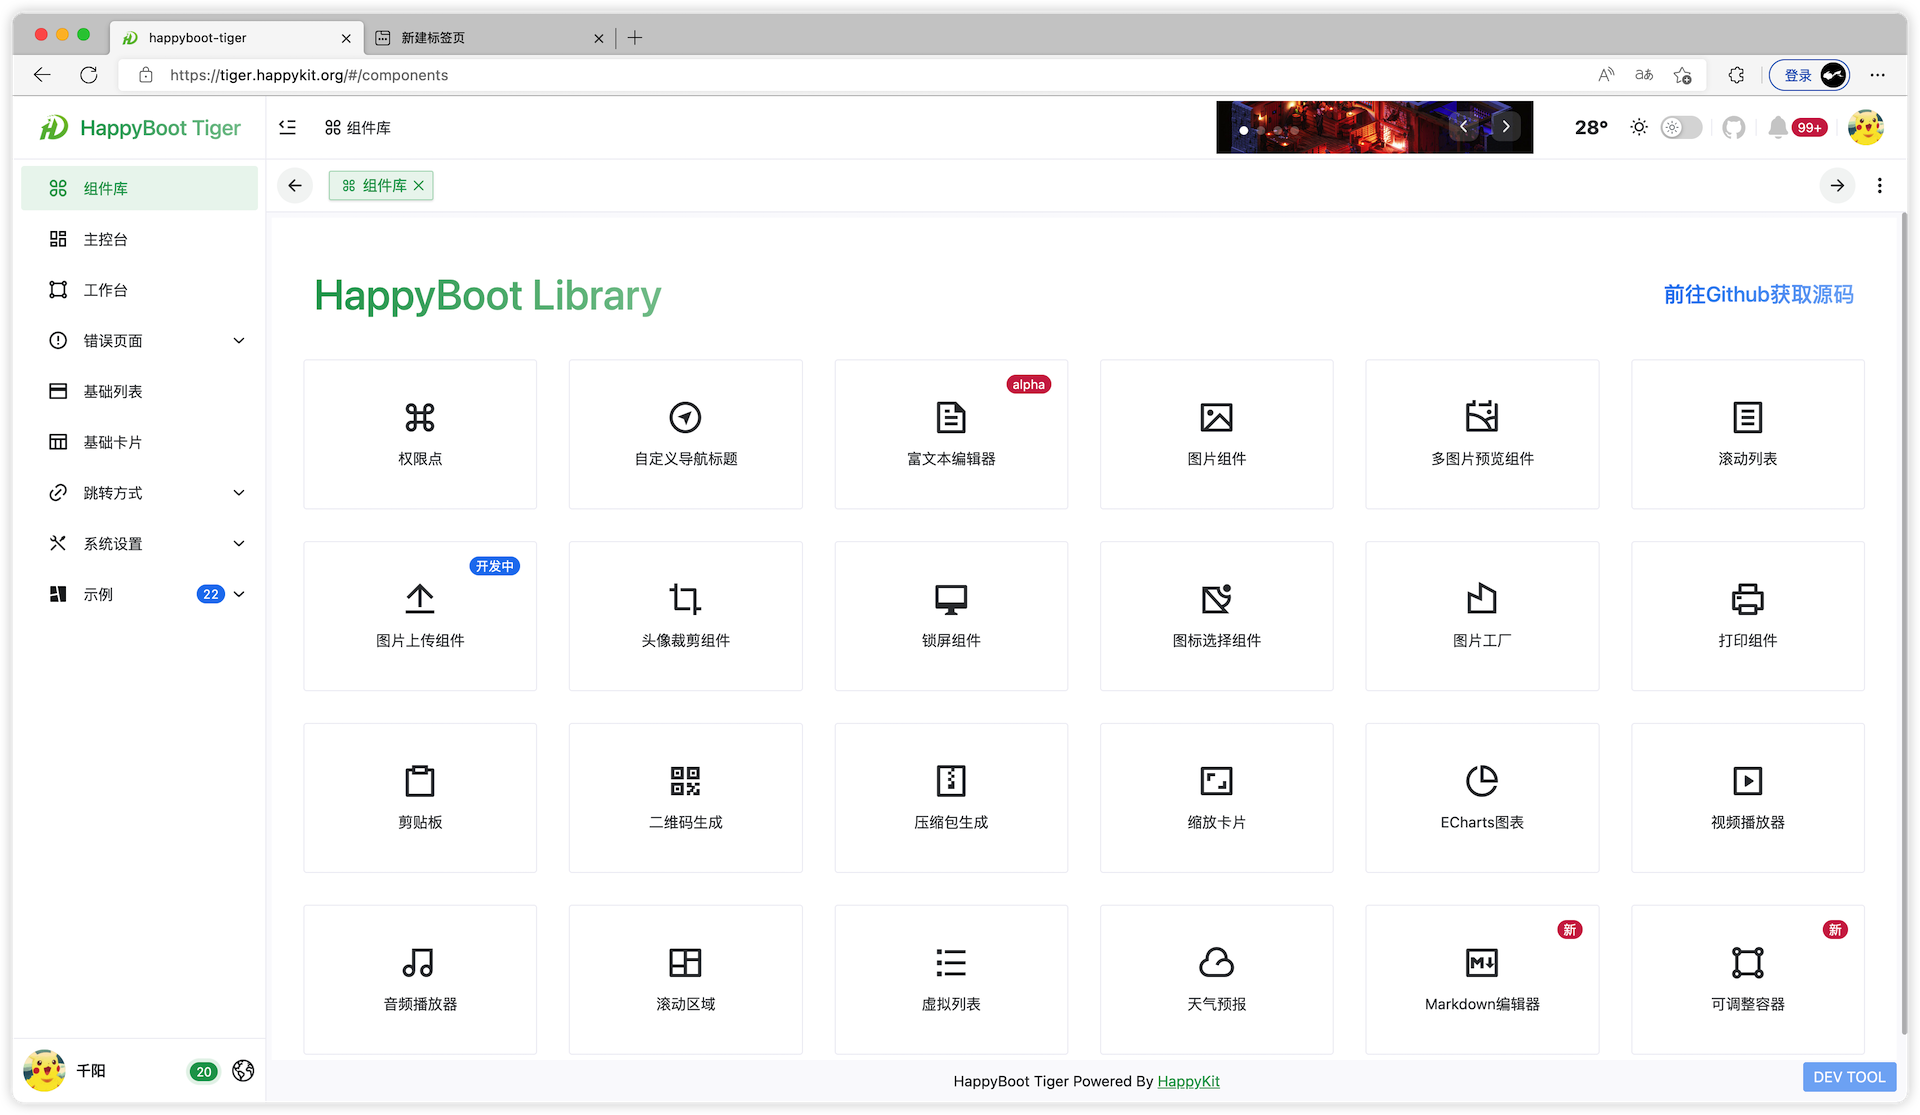 happyboot-tiger
新建标签页
https://tiger.happykit.org/#/components
aあ
登录
HappyBoot Tiger
组件库
28°
99+
组件库
组件库
主控台
工作台
错误页面
基础列表
基础卡片
跳转方式
系统设置
示例
22
千阳
20
HappyBoot Library
前往Github获取源码
权限点
自定义导航标题
alpha
富文本编辑器
图片组件
多图片预览组件
滚动列表
开发中
图片上传组件
头像裁剪组件
锁屏组件
图标选择组件
图片工厂
打印组件
剪贴板
二维码生成
压缩包生成
缩放卡片
ECharts图表
视频播放器
音频播放器
滚动区域
虚拟列表
天气预报
新
Markdown编辑器
新
可调整容器
HappyBoot Tiger Powered By HappyKit
DEV TOOL